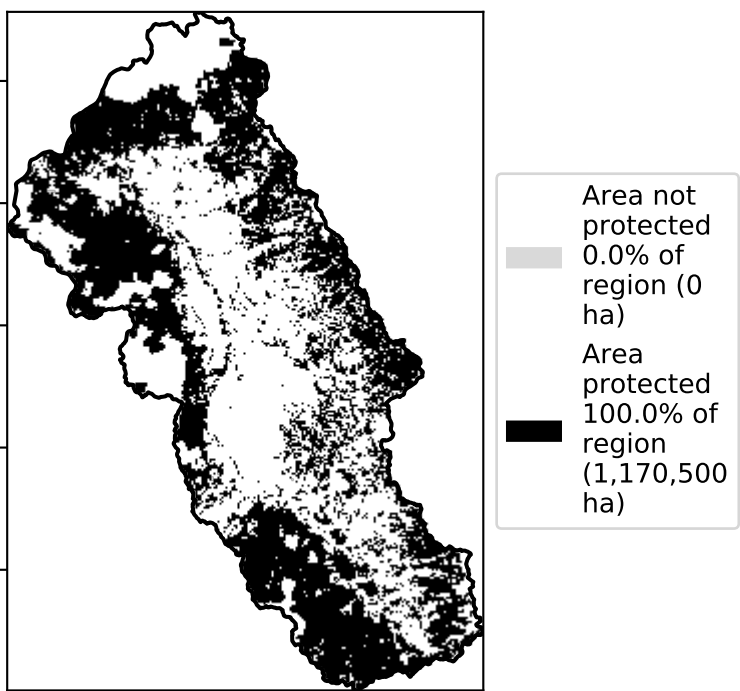 Area not
protected
0.0% of
region (0
ha)
Area
protected
100.0% of
region
(1,170,500
ha)